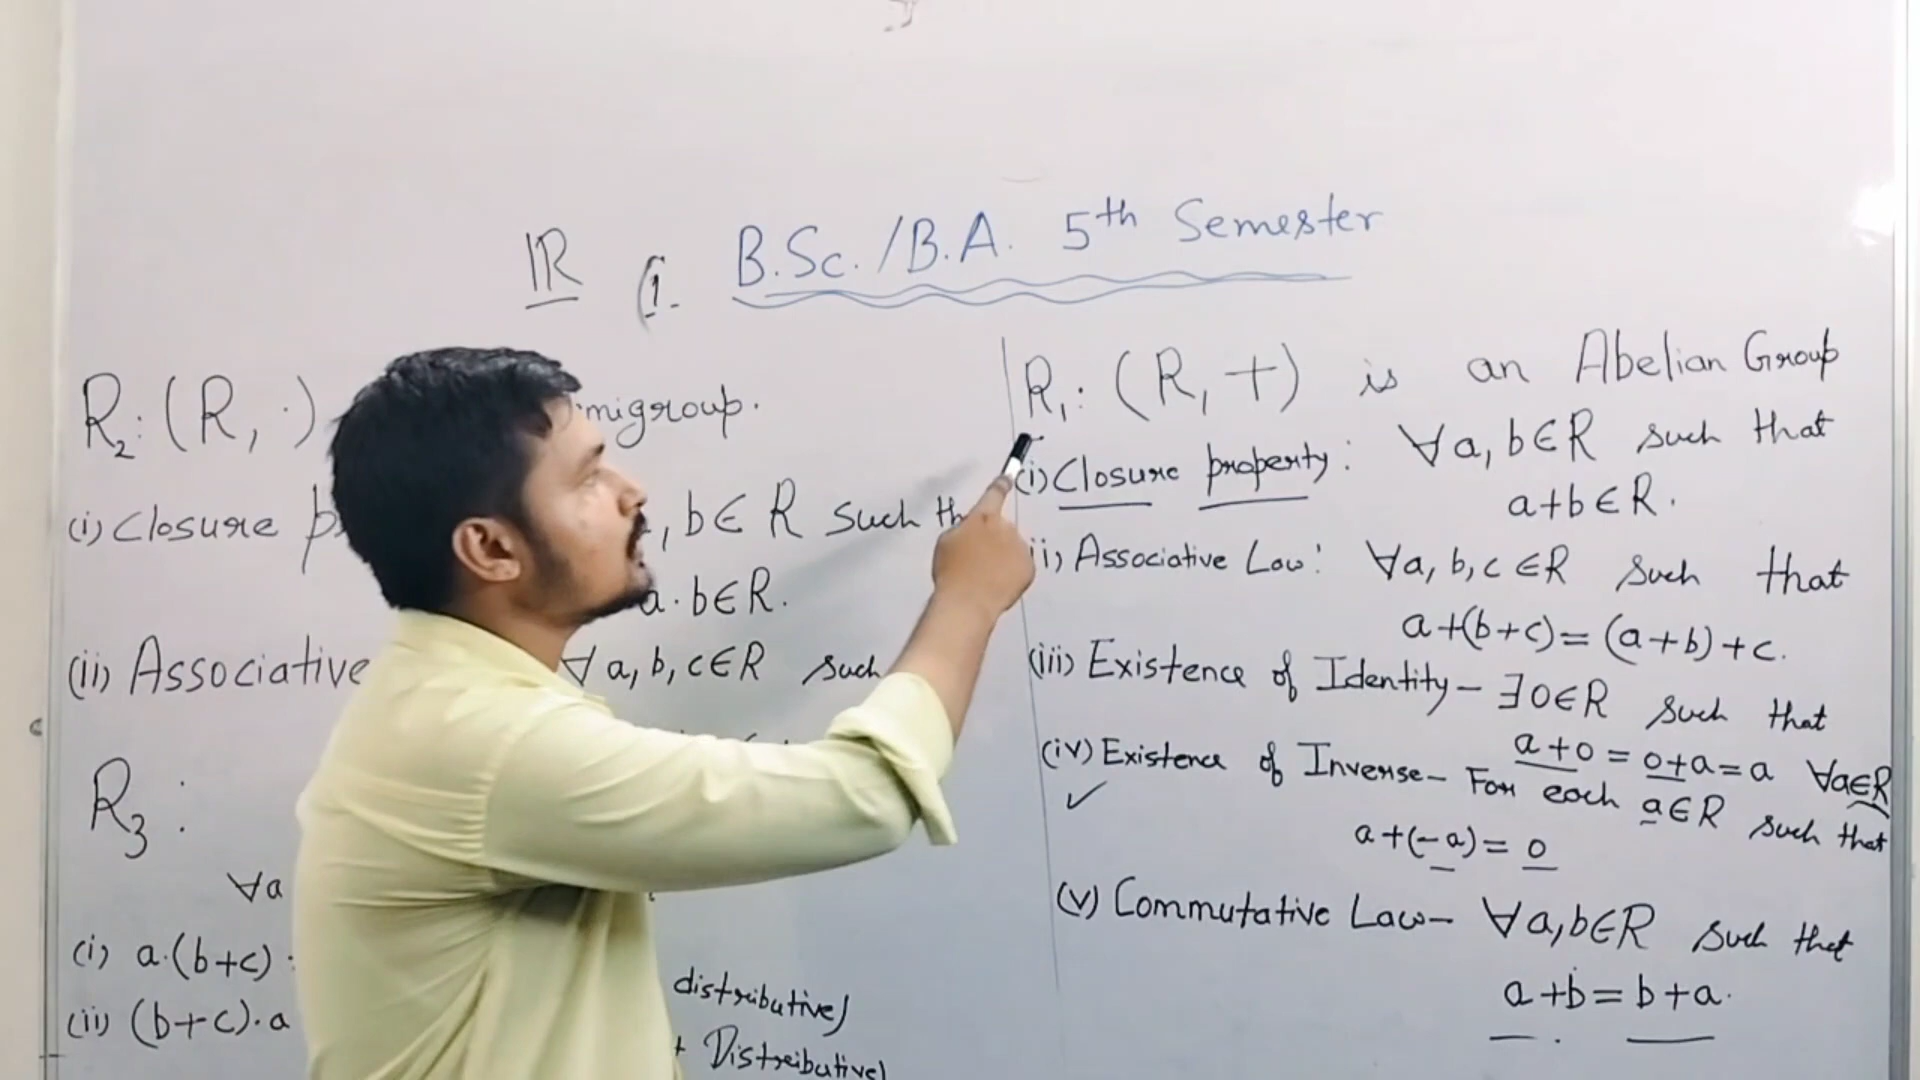 IR (1. B.Sc./B.A. 5th Semester
R2: (R, ·) migroup.
(i) Closure , b∈R such th
a·b∈R.
(ii) Associative ∀a, b, c∈R such
R3:
∀a
(i) a·(b+c)
(ii) (b+c)·a
distributive)
Distributive)
R1: (R, +) is an Abelian Group
(i) Closure property: ∀a, b∈R such that
a+b∈R.
ii) Associative Law: ∀a, b, c∈R such that
a+(b+c)=(a+b)+c.
(iii) Existence of Identity- ∃0∈R such that
a+0=0+a=a ∀a∈R
(iv) Existence of Inverse- For each a∈R such that
a+(-a)=0
(v) Commutative Law- ∀a, b∈R such that
a+b=b+a.